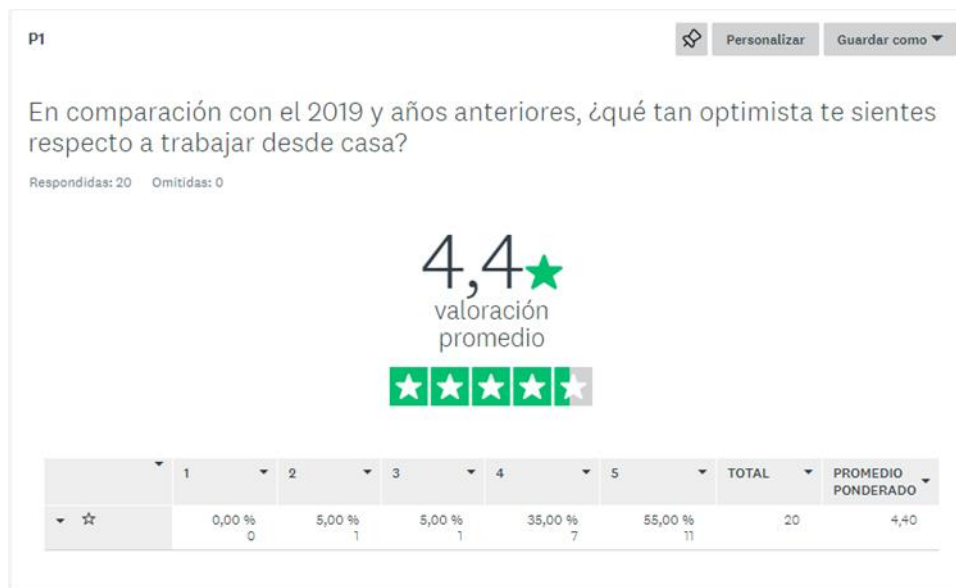 P1
Personalizar
Guardar como
En comparación con el 2019 y años anteriores, ¿qué tan optimista te sientes
respecto a trabajar desde casa?
Respondidas: 20 Omitidas: 0
4,4
valoración
promedio
1 2 3 4 5 TOTAL PROMEDIO
PONDERADO
0,00 % 5,00 % 5,00 % 35,00 % 55,00 % 20 4,40
0 1 1 7 11